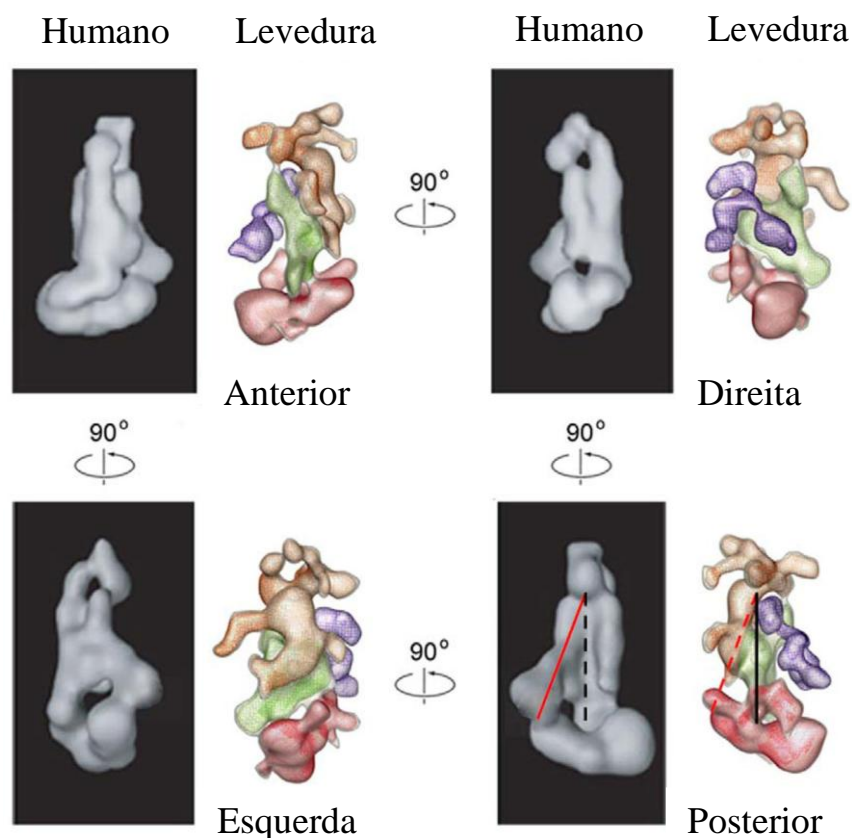 Humano Levedura Humano Levedura
90°
Anterior Direita
90° 90°
90°
Esquerda Posterior